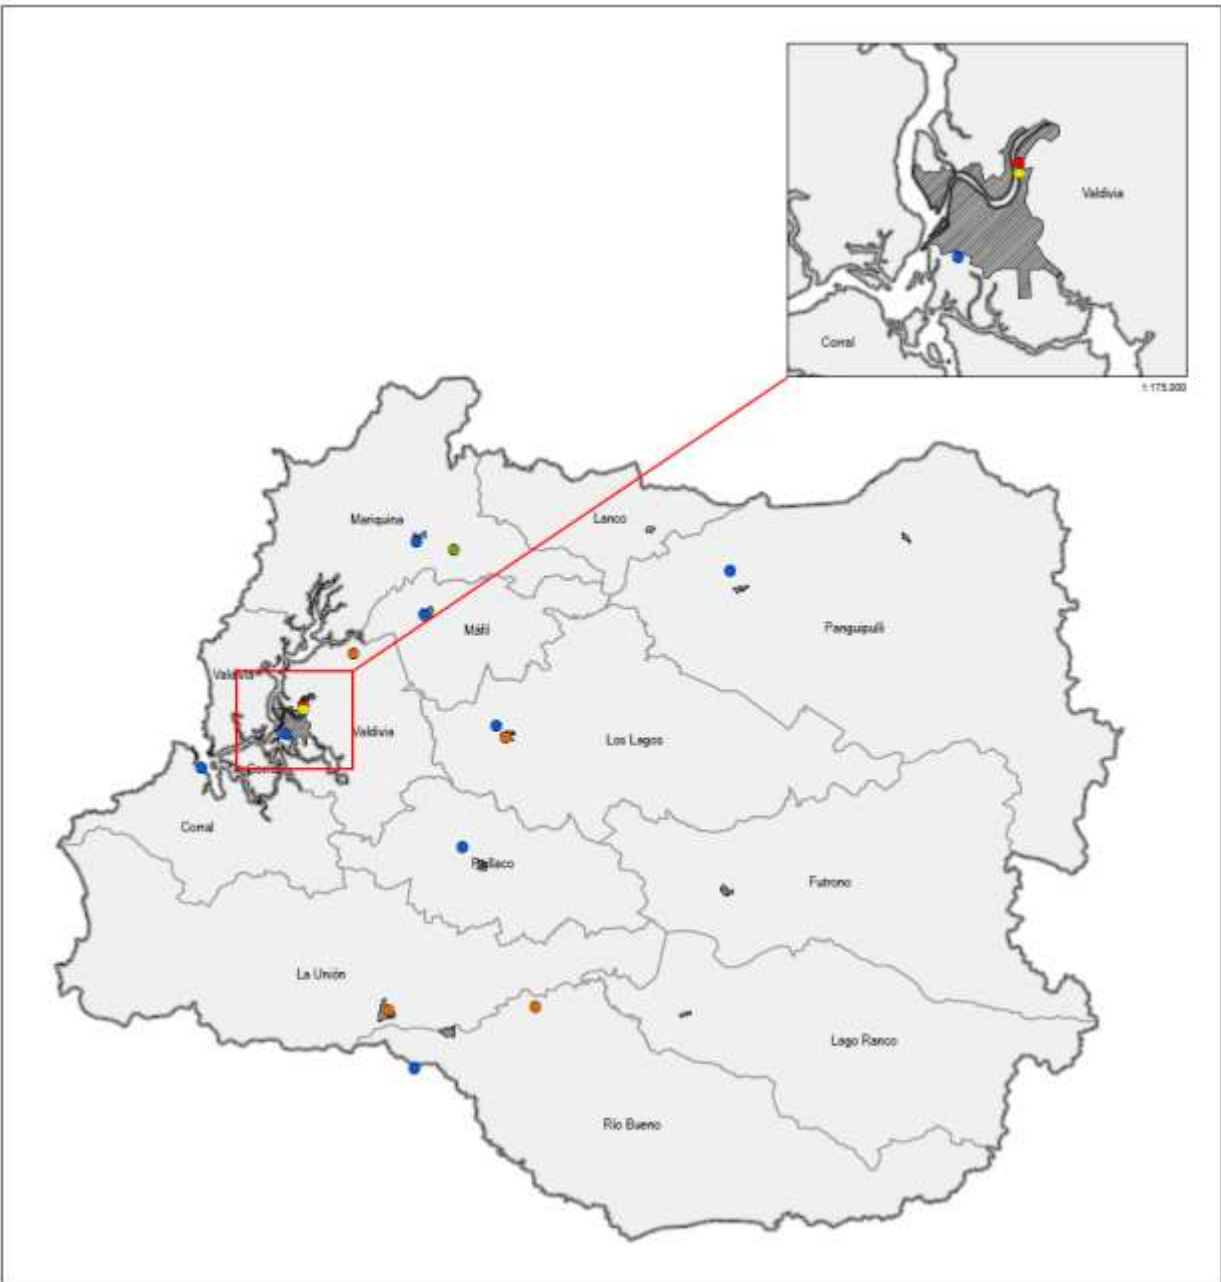 Valdivia
Corral
1:175.000
Mariquina
Lanco
Máfil
Panguipulli
Valdivia
Valdivia
Los Lagos
Corral
Corral
Paillaco
Futrono
La Unión
Lago Ranco
Río Bueno